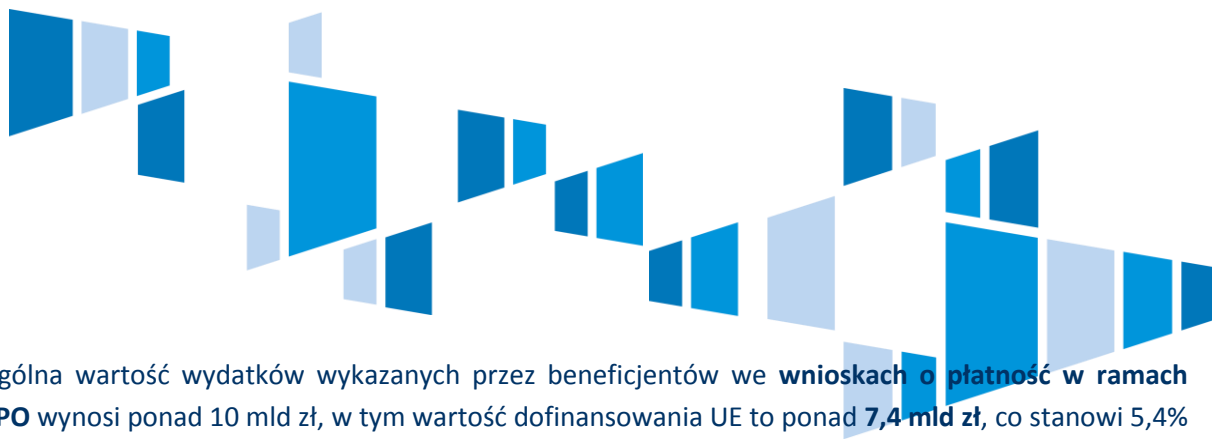 gólna wartość wydatków wykazanych przez beneficjentów we wnioskach o płatność w ramach
PO wynosi ponad 10 mld zł, w tym wartość dofinansowania UE to ponad 7,4 mld zł, co stanowi 5,4%